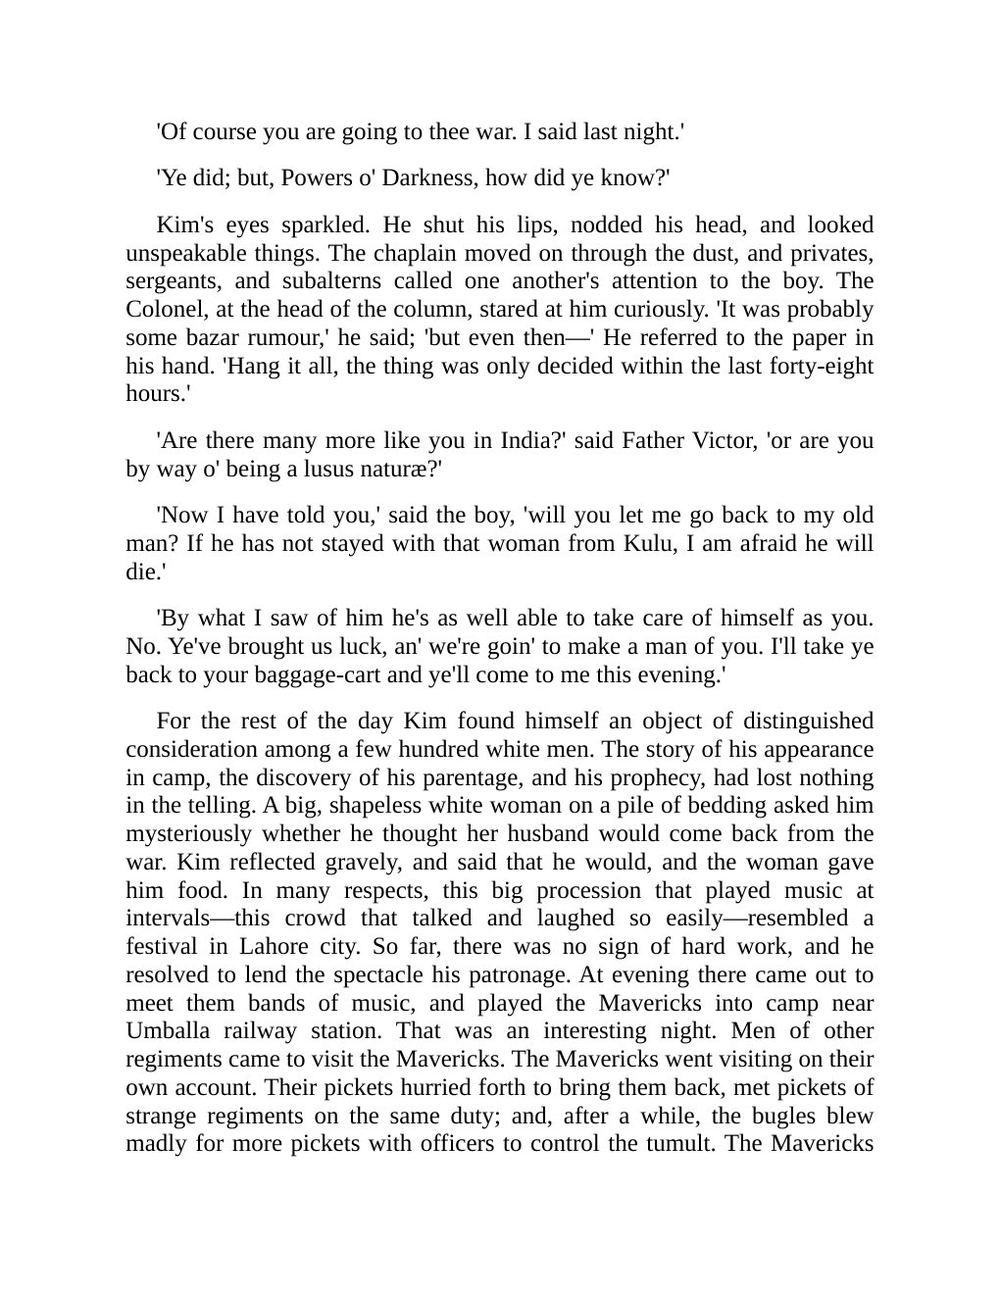 'Of course you are going to thee war. I said last night.'
'Ye did; but, Powers o' Darkness, how did ye know?'
Kim's eyes sparkled. He shut his lips, nodded his head, and looked
unspeakable things. The chaplain moved on through the dust, and privates,
sergeants, and subalterns called one another's attention to the boy. The
Colonel, at the head of the column, stared at him curiously. 'It was probably
some bazar rumour,' he said; 'but even then—' He referred to the paper in
his hand. 'Hang it all, the thing was only decided within the last forty-eight
hours.'
'Are there many more like you in India?' said Father Victor, 'or are you
by way o' being a lusus naturæ?'
'Now I have told you,' said the boy, 'will you let me go back to my old
man? If he has not stayed with that woman from Kulu, I am afraid he will
die.'
'By what I saw of him he's as well able to take care of himself as you.
No. Ye've brought us luck, an' we're goin' to make a man of you. I'll take ye
back to your baggage-cart and ye'll come to me this evening.'
For the rest of the day Kim found himself an object of distinguished
consideration among a few hundred white men. The story of his appearance
in camp, the discovery of his parentage, and his prophecy, had lost nothing
in the telling. A big, shapeless white woman on a pile of bedding asked him
mysteriously whether he thought her husband would come back from the
war. Kim reflected gravely, and said that he would, and the woman gave
him food. In many respects, this big procession that played music at
intervals—this crowd that talked and laughed so easily—resembled a
festival in Lahore city. So far, there was no sign of hard work, and he
resolved to lend the spectacle his patronage. At evening there came out to
meet them bands of music, and played the Mavericks into camp near
Umballa railway station. That was an interesting night. Men of other
regiments came to visit the Mavericks. The Mavericks went visiting on their
own account. Their pickets hurried forth to bring them back, met pickets of
strange regiments on the same duty; and, after a while, the bugles blew
madly for more pickets with officers to control the tumult. The Mavericks